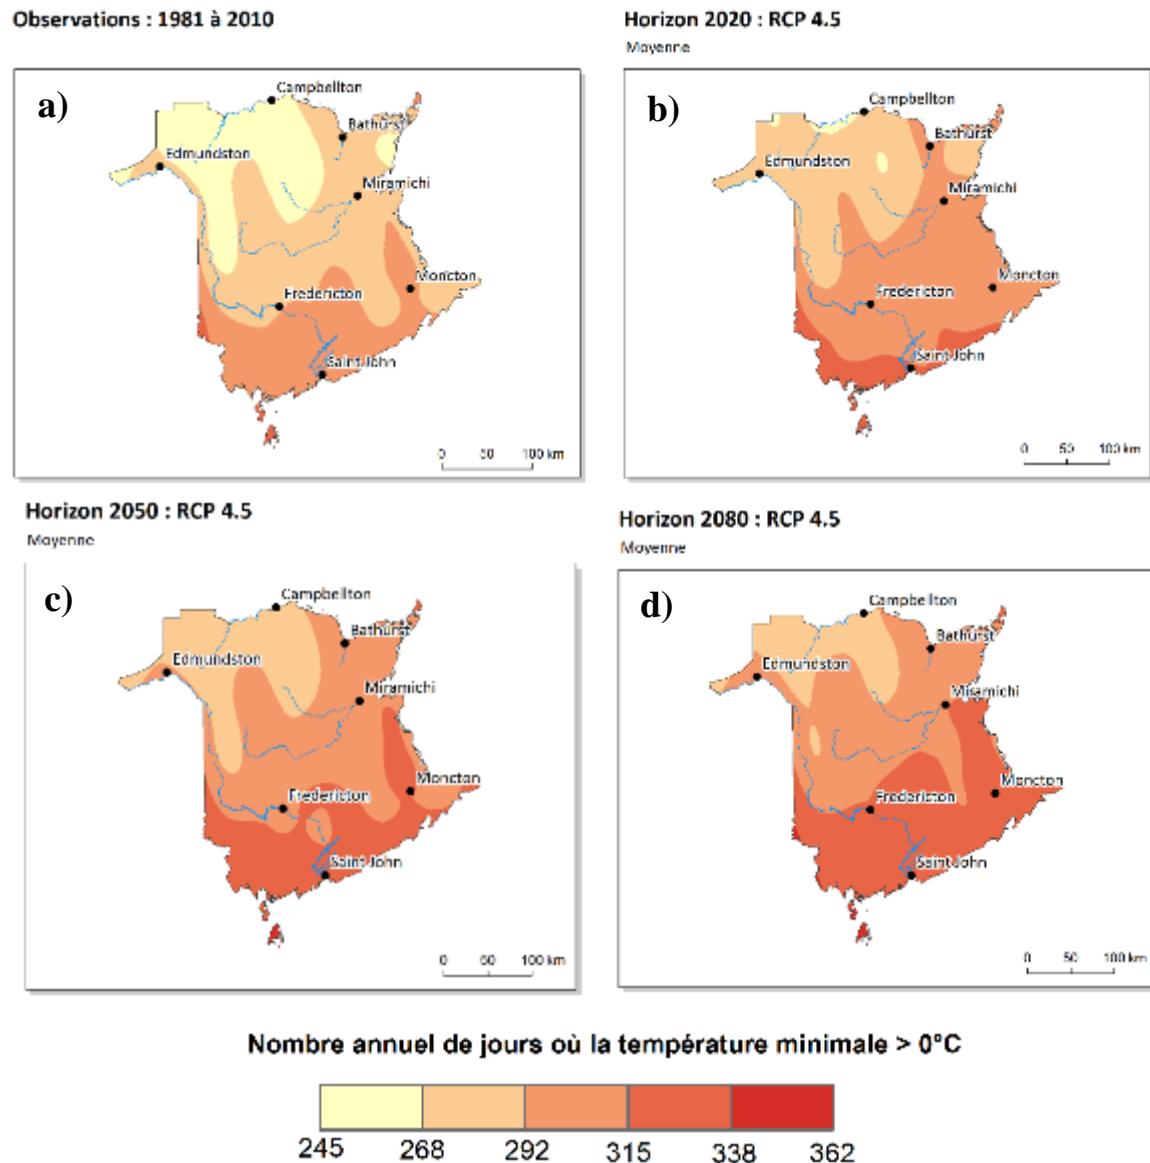 Observations : 1981 à 2010
a)
Campbellton
Bathurst
Edmundston
Miramichi
Moncton
Fredericton
Saint John
0 50 100 km
Horizon 2020 : RCP 4.5
Moyenne
b)
Campbellton
Bathurst
Edmundston
Miramichi
Moncton
Fredericton
Saint John
0 50 100 km
Horizon 2050 : RCP 4.5
Moyenne
c)
Campbellton
Bathurst
Edmundston
Miramichi
Moncton
Fredericton
Saint John
0 50 100 km
Horizon 2080 : RCP 4.5
Moyenne
d)
Campbellton
Bathurst
Edmundston
Miramichi
Moncton
Fredericton
Saint John
0 50 100 km
Nombre annuel de jours où la température minimale > 0°C
245 268 292 315 338 362